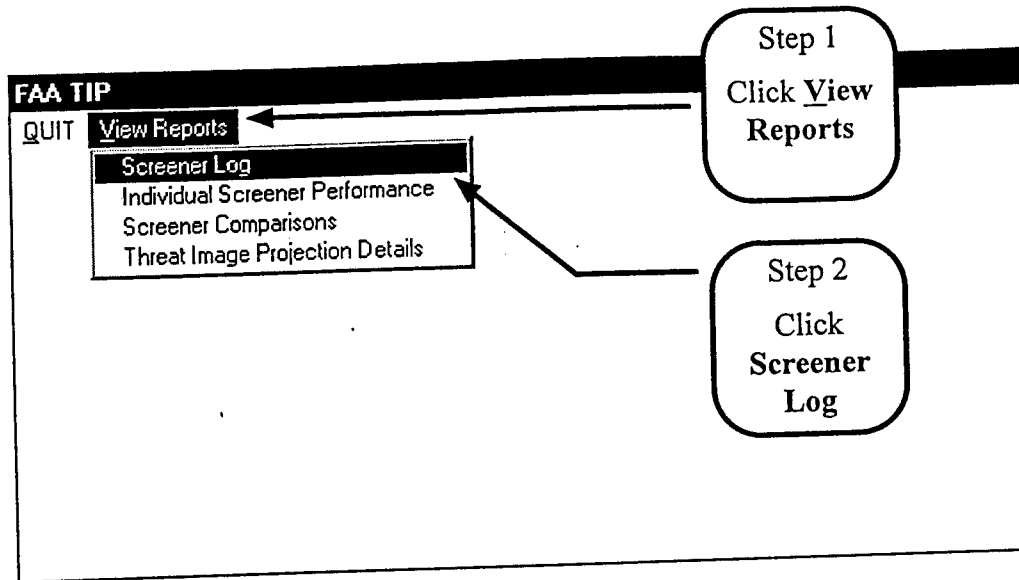 FAA TIP
QUIT View Reports
Screener Log
Individual Screener Performance
Screener Comparisons
Threat Image Projection Details
Step 1
Click View
Reports
Step 2
Click
Screener
Log